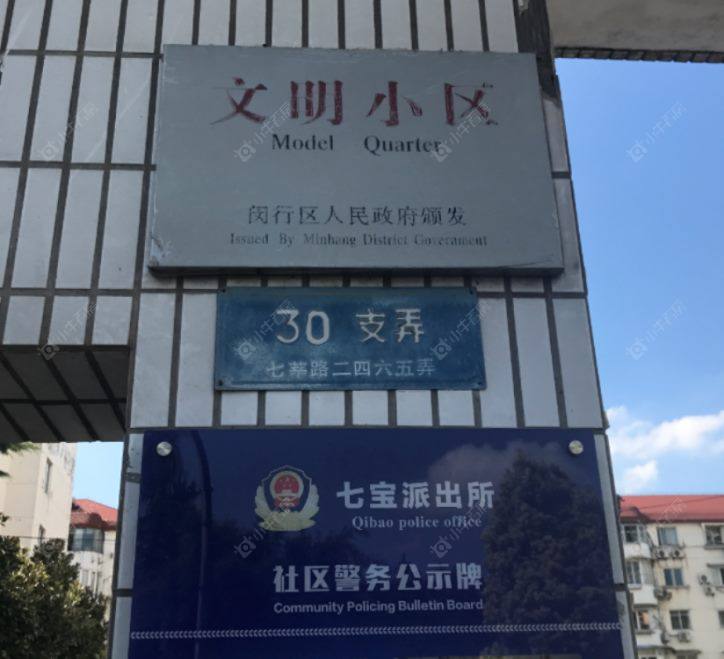 文明小区
Model Quarter
闵行区人民政府颁发
Issued By Minhang District Goverament
30 支弄
七莘路二四六五弄
七宝派出所
Qibao police office
社区警务公示牌
Community Policing Bulletin Board